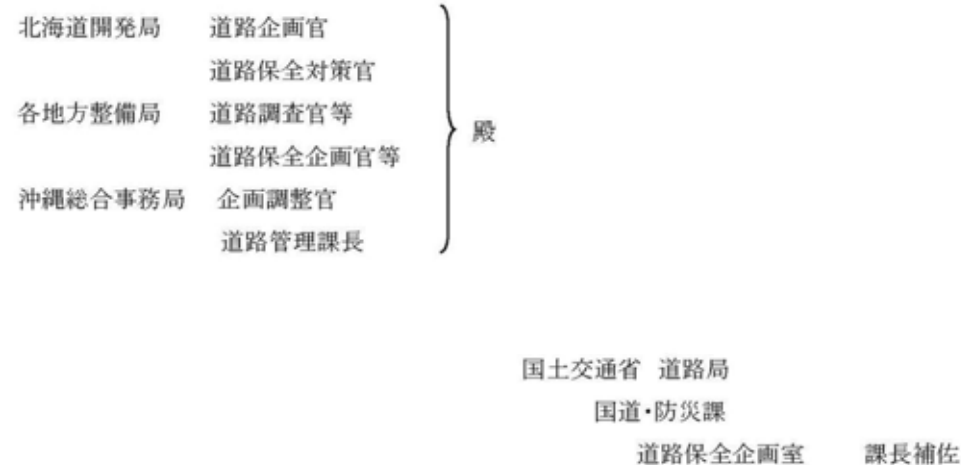 北海道開発局 道路企画官
道路保全対策官
各地方整備局 道路調査官等
殿
道路保全企画官等
沖縄総合事務局 企画調整官
道路管理課長
国土交通省 道路局
国道・防災課
道路保全企画室 課長補佐